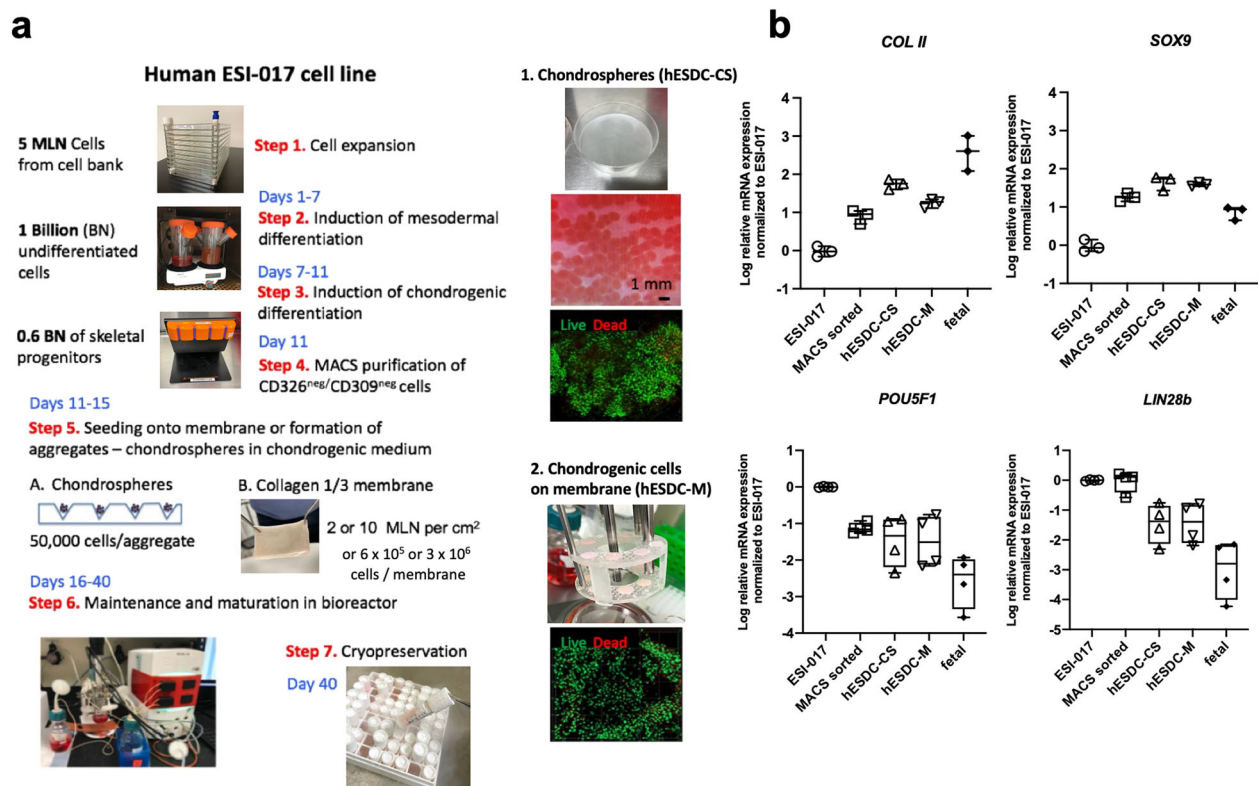 a
Human ESI-017 cell line
5 MLN Cells
from cell bank
Step 1. Cell expansion
Days 1-7
1 Billion (BN)
undifferentiated
cells
Step 2. Induction of mesodermal
differentiation
Days 7-11
Step 3. Induction of chondrogenic
differentiation
0.6 BN of skeletal
progenitors
Day 11
Step 4. MACS purification of
CD326neg/CD309neg cells
Days 11-15
Step 5. Seeding onto membrane or formation of
aggregates – chondrospheres in chondrogenic medium
A. Chondrospheres
50,000 cells/aggregate
B. Collagen 1/3 membrane
2 or 10 MLN per cm²
or 6 x 10⁵ or 3 x 10⁶
cells / membrane
Days 16-40
Step 6. Maintenance and maturation in bioreactor
Step 7. Cryopreservation
Day 40
1. Chondrospheres (hESDC-CS)
1 mm
Live Dead
2. Chondrogenic cells
on membrane (hESDC-M)
Live Dead
b
COL II
Log relative mRNA expression
normalized to ESI-017
4
3
2
1
0
-1
ESI-017
MACS sorted
hESDC-CS
hESDC-M
fetal
SOX9
Log relative mRNA expression
normalized to ESI-017
4
3
2
1
0
-1
ESI-017
MACS sorted
hESDC-CS
hESDC-M
fetal
POU5F1
Log relative mRNA expression
normalized to ESI-017
1
0
-1
-2
-3
-4
ESI-017
MACS sorted
hESDC-CS
hESDC-M
fetal
LIN28b
Log relative mRNA expression
normalized to ESI-017
1
0
-1
-2
-3
-4
-5
ESI-017
MACS sorted
hESDC-CS
hESDC-M
fetal